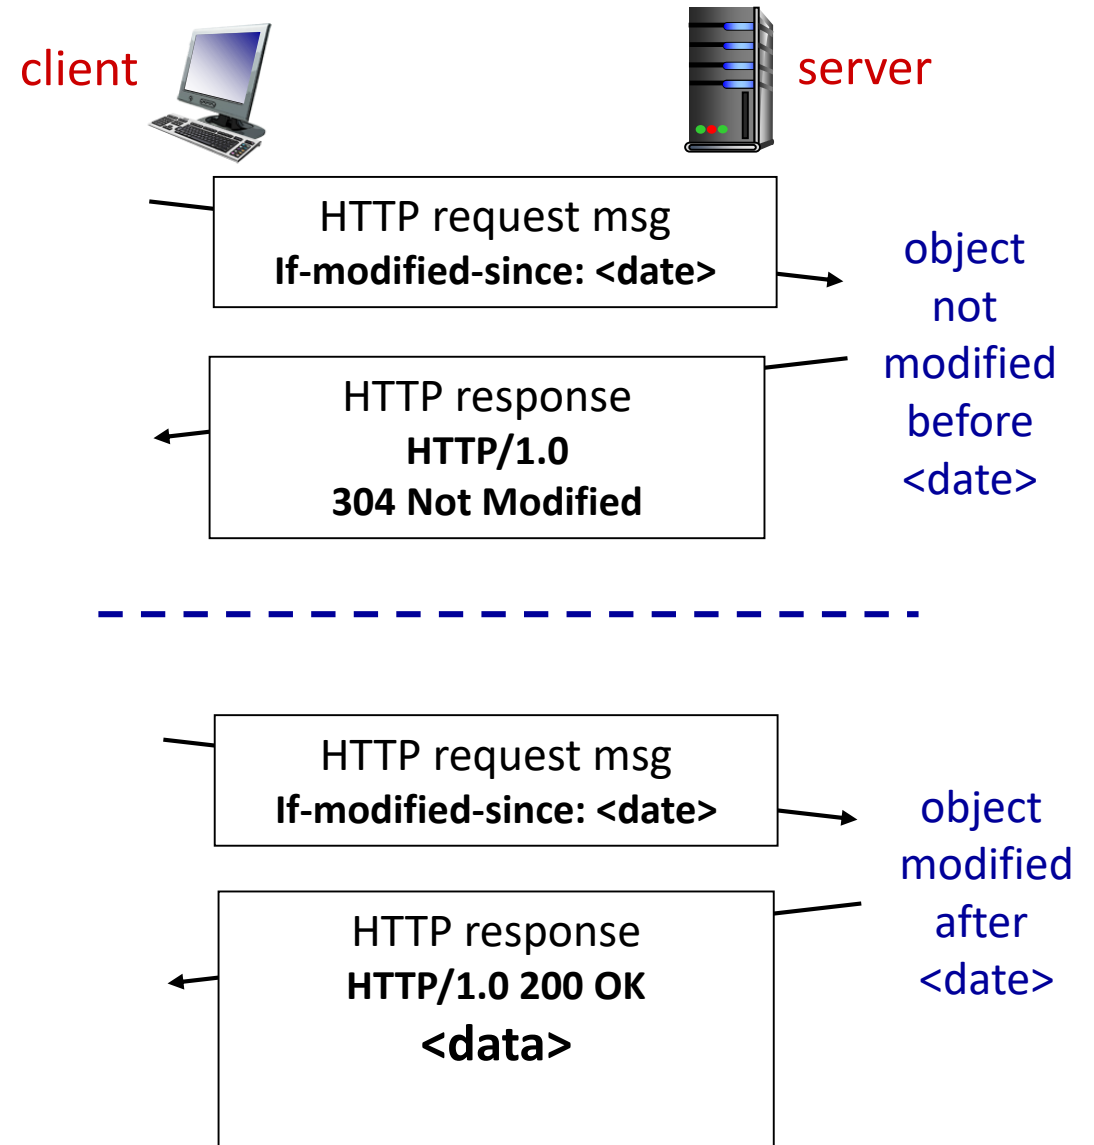 client
server
HTTP request msg
If-modified-since: <date>
object
not
modified
before
<date>
HTTP response
HTTP/1.0
304 Not Modified
HTTP request msg
If-modified-since: <date>
object
modified
after
<date>
HTTP response
HTTP/1.0 200 OK
<data>